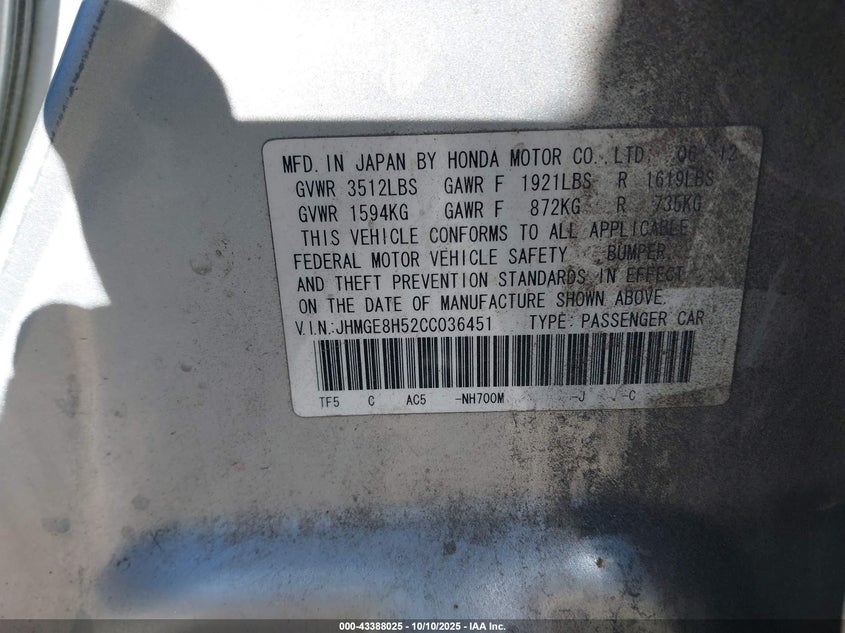 MFD. IN JAPAN BY HONDA MOTOR CO.,LTD. 06 12
GVWR 3512LBS GAWR F 1921LBS R 1619LBS
GVWR 1594KG GAWR F 872KG R 735KG
THIS VEHICLE CONFORMS TO ALL APPLICABLE
FEDERAL MOTOR VEHICLE SAFETY BUMPER,
AND THEFT PREVENTION STANDARDS IN EFFECT
ON THE DATE OF MANUFACTURE SHOWN ABOVE.
V.I.N.:JHMGE8H52CC036451 TYPE: PASSENGER CAR
TF5 C AC5 -NH700M -J -C
000-43388025 - 10/10/2025 - IAA Inc.